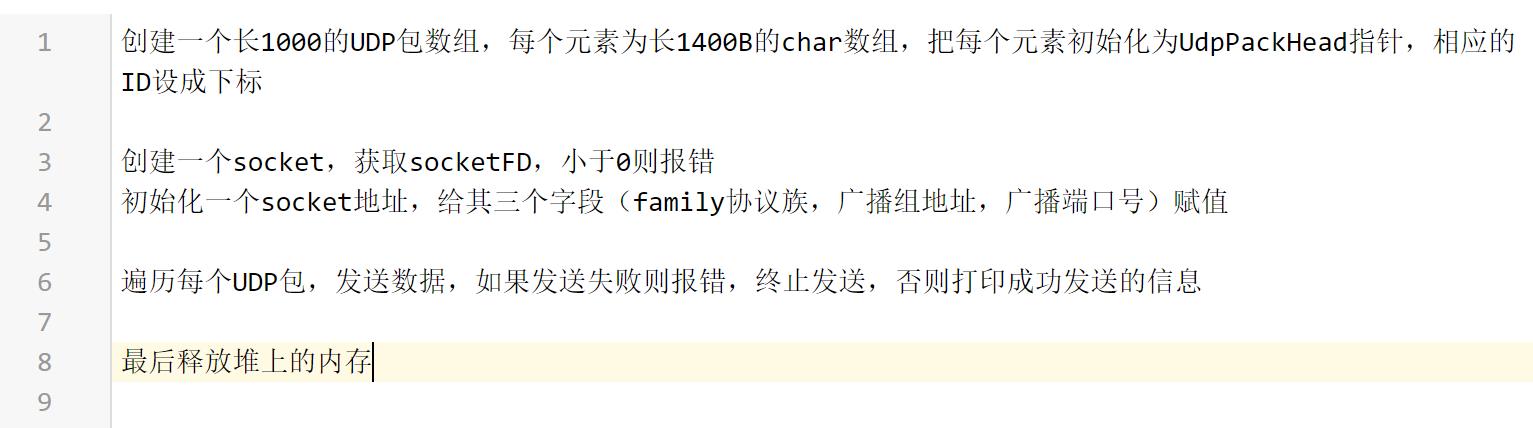 1 创建一个长1000的UDP包数组，每个元素为长1400B的char数组，把每个元素初始化为UdpPackHead指针，相应的
ID设成下标
2
3 创建一个socket，获取socketFD，小于0则报错
4 初始化一个socket地址，给其三个字段（family协议族，广播组地址，广播端口号）赋值
5
6 遍历每个UDP包，发送数据，如果发送失败则报错，终止发送，否则打印成功发送的信息
7
8 最后释放堆上的内存
9